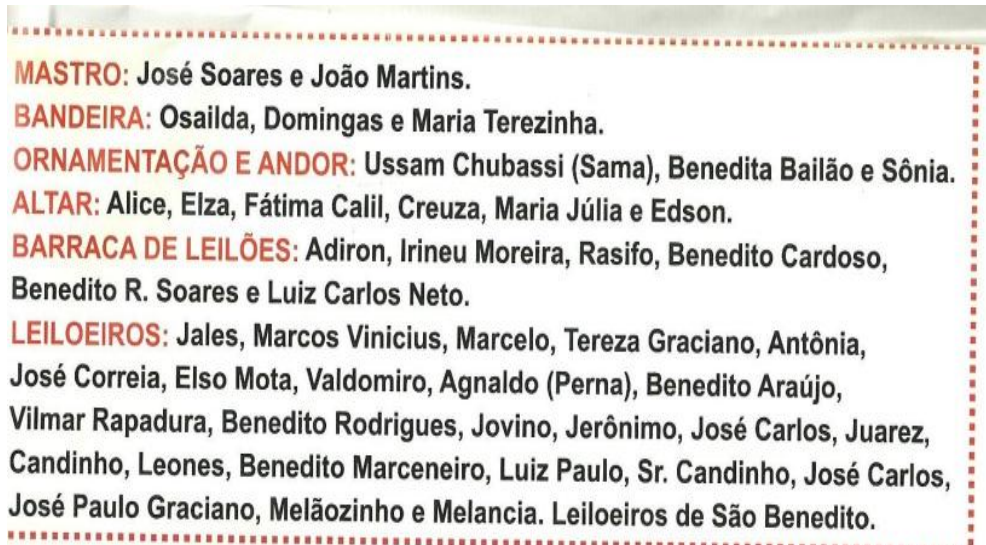 MASTRO: José Soares e João Martins.
BANDEIRA: Osailda, Domingas e Maria Terezinha.
ORNAMENTAÇÃO E ANDOR: Ussam Chubassi (Sama), Benedita Bailão e Sônia.
ALTAR: Alice, Elza, Fátima Calil, Creuza, Maria Júlia e Edson.
BARRACA DE LEILÕES: Adiron, Irineu Moreira, Rasifo, Benedito Cardoso,
Benedito R. Soares e Luiz Carlos Neto.
LEILOEIROS: Jales, Marcos Vinicius, Marcelo, Tereza Graciano, Antônia,
José Correia, Elso Mota, Valdomiro, Agnaldo (Perna), Benedito Araújo,
Vilmar Rapadura, Benedito Rodrigues, Jovino, Jerônimo, José Carlos, Juarez,
Candinho, Leones, Benedito Marceneiro, Luiz Paulo, Sr. Candinho, José Carlos,
José Paulo Graciano, Melãozinho e Melancia. Leiloeiros de São Benedito.